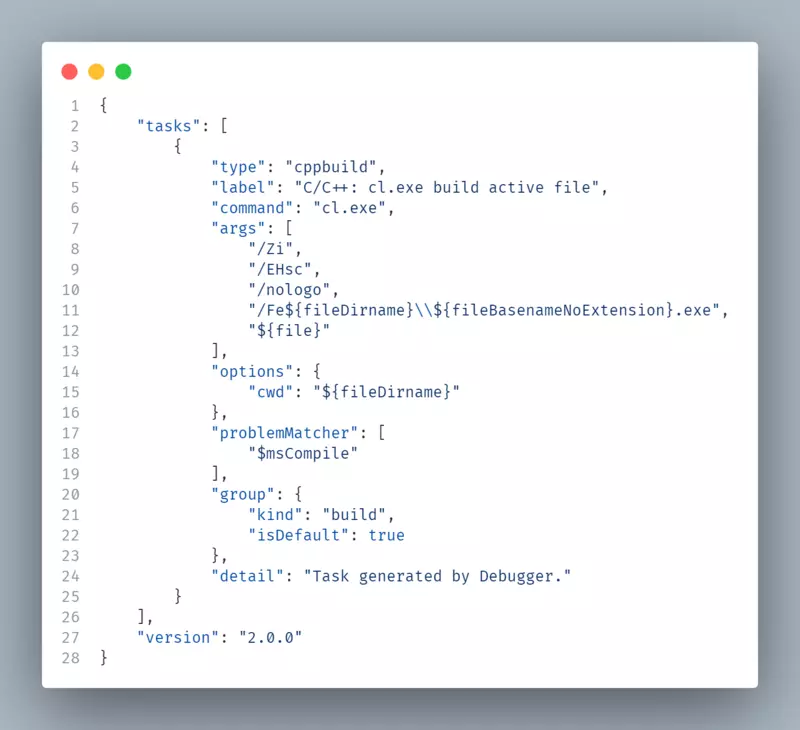 1 {
2     "tasks": [
3         {
4             "type": "cppbuild",
5             "label": "C/C++: cl.exe build active file",
6             "command": "cl.exe",
7             "args": [
8                 "/Zi",
9                 "/EHsc",
10                 "/nologo",
11                 "/Fe${fileDirname}\\${fileBasenameNoExtension}.exe",
12                 "${file}"
13             ],
14             "options": {
15                 "cwd": "${fileDirname}"
16             },
17             "problemMatcher": [
18                 "$msCompile"
19             ],
20             "group": {
21                 "kind": "build",
22                 "isDefault": true
23             },
24             "detail": "Task generated by Debugger."
25         }
26     ],
27     "version": "2.0.0"
28 }